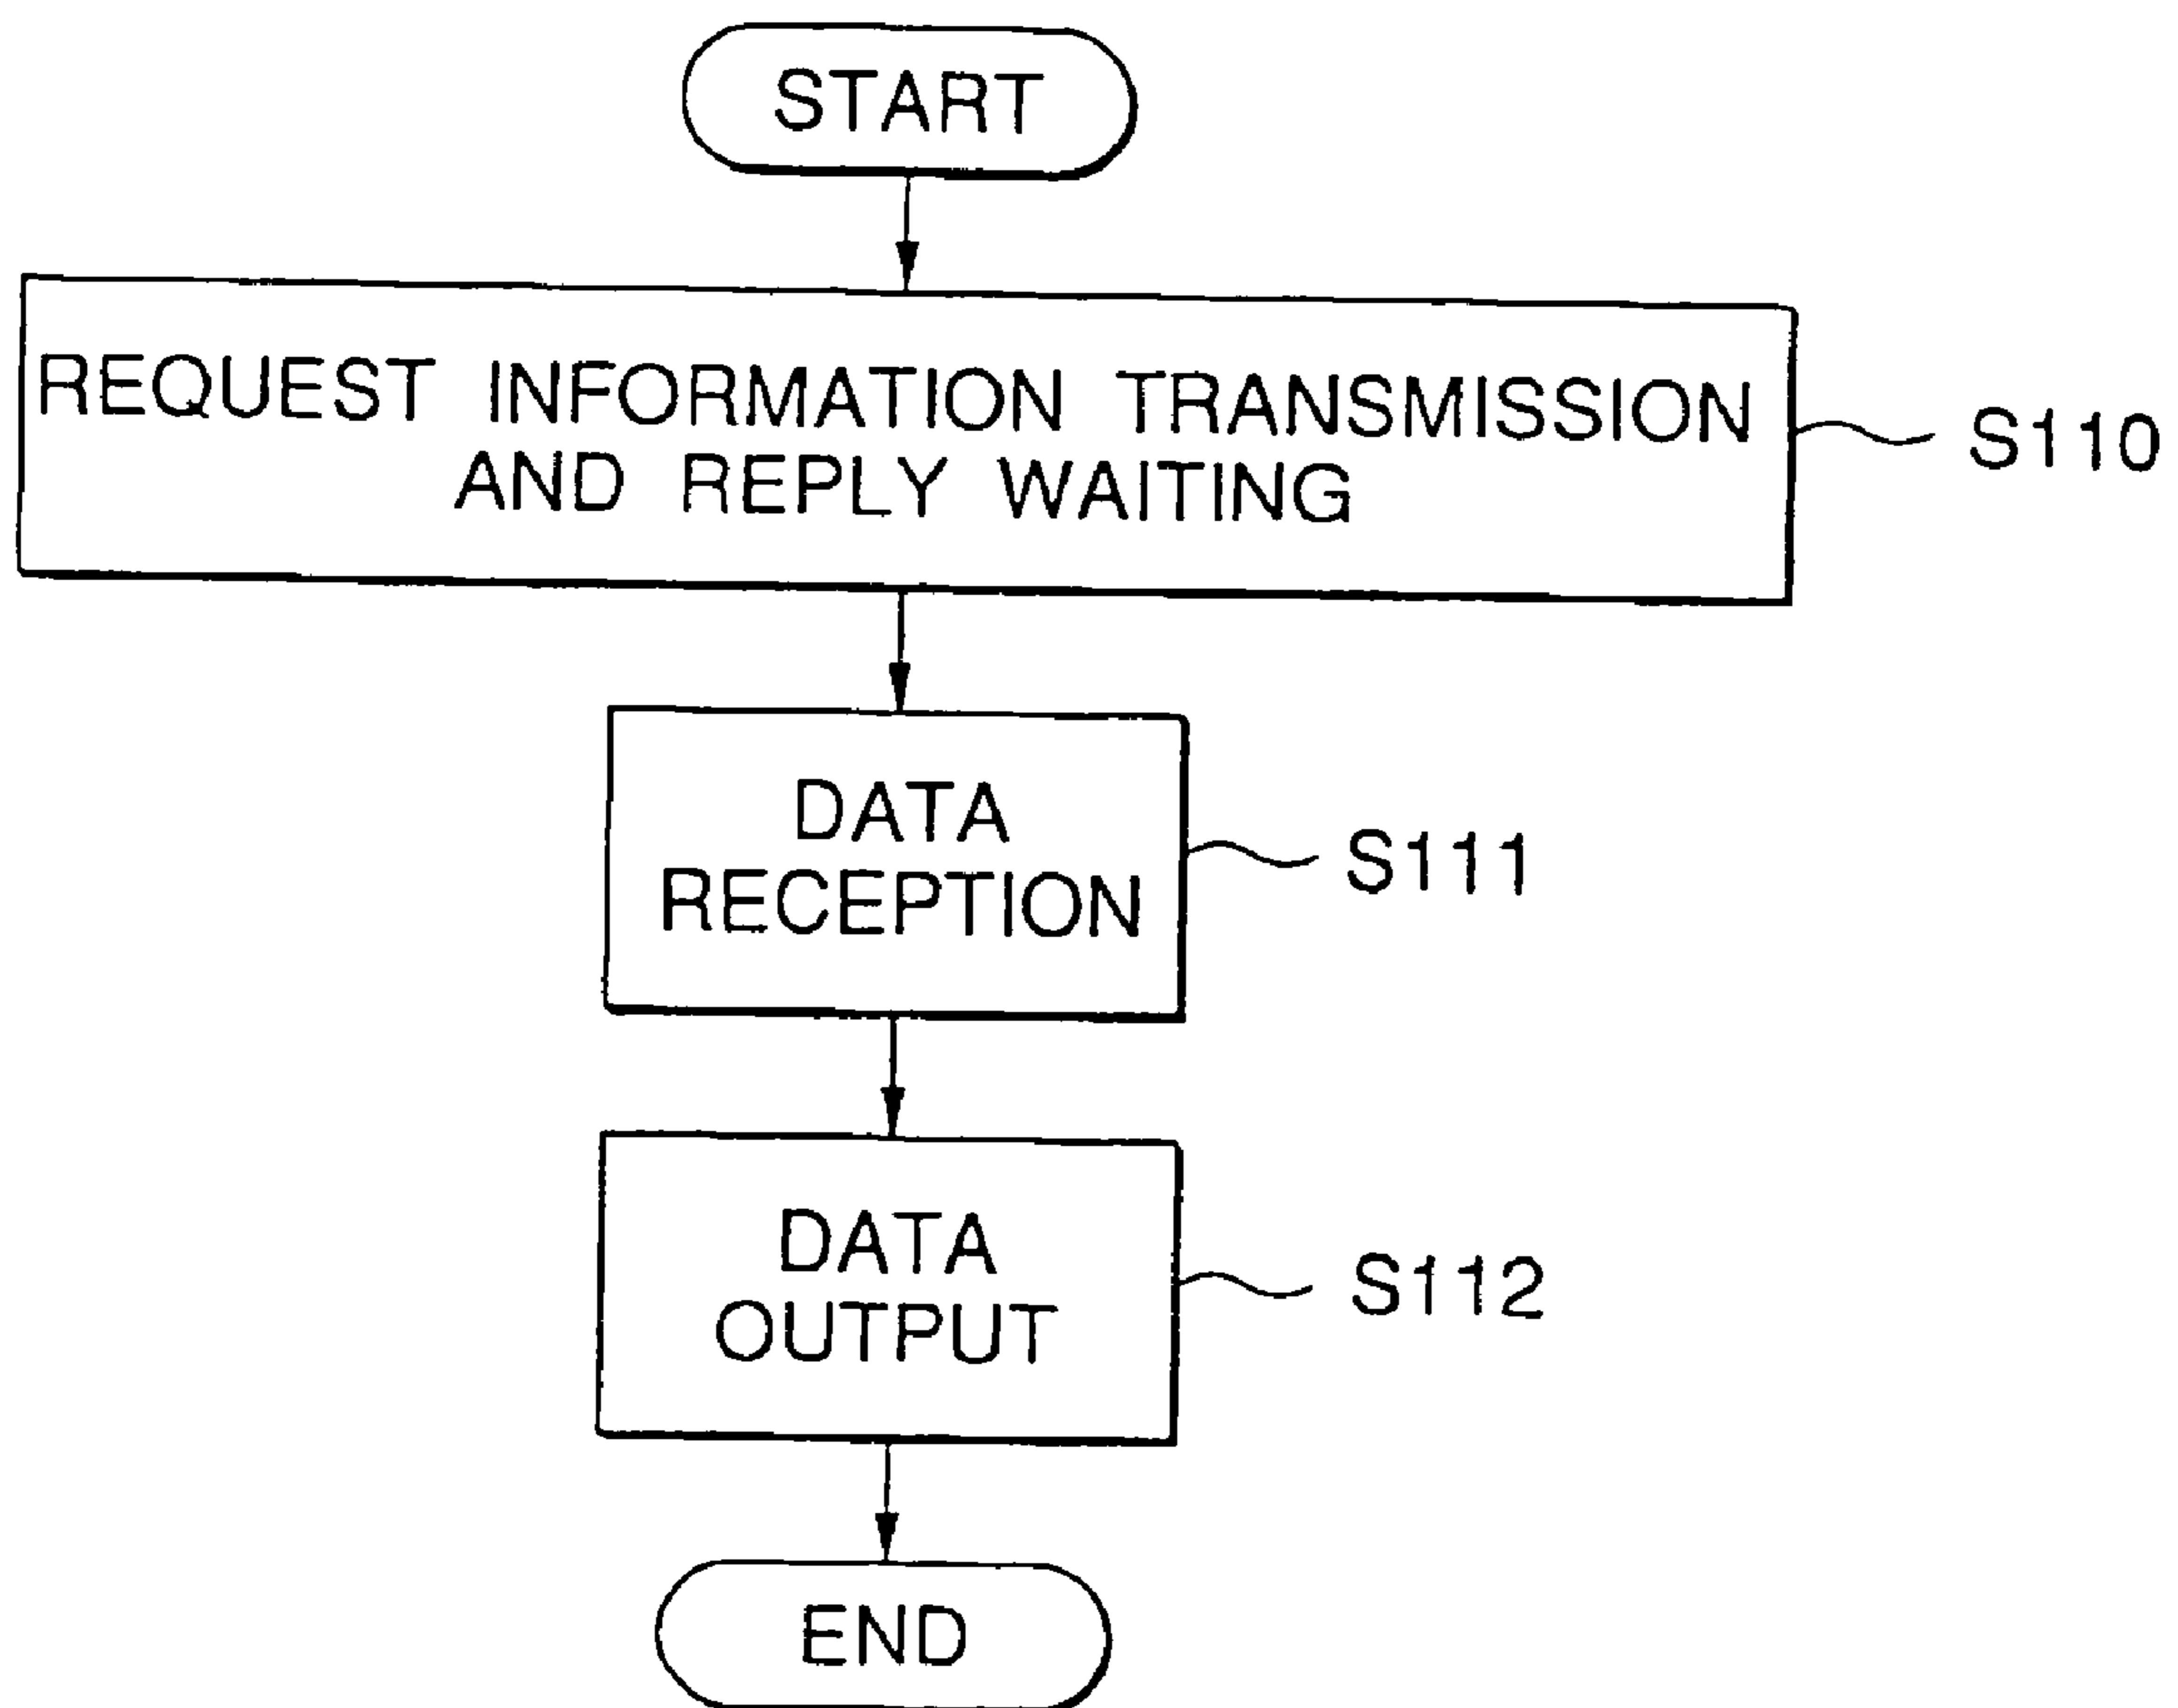 START
REQUEST INFORMATION TRANSMISSION
AND REPLY WAITING
S110
DATA
RECEPTION
S111
DATA
OUTPUT
S112
END